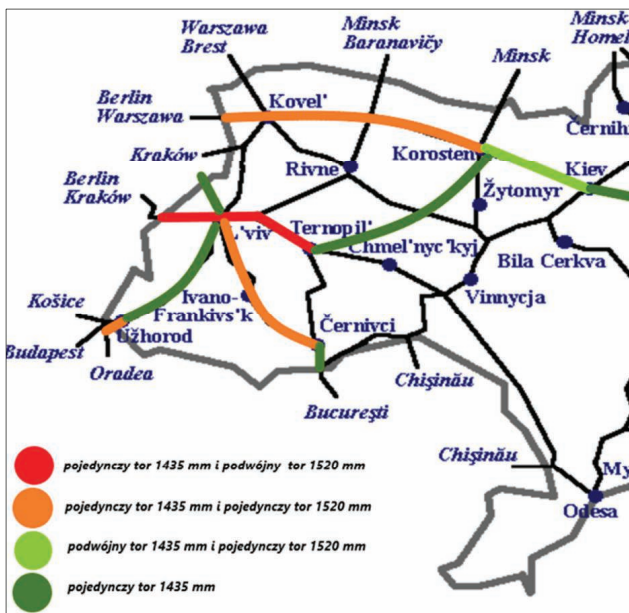 Warszawa
Brest
Minsk
Baranavičy
Minsk
Minsk
Homel
Berlin
Warszawa
Kovel'
Černih
Kraków
Rivne
Korosten
Kiev
Berlin
Kraków
Žytomyr
L'viv
Ternopil'
Chmel'nyc'kyj
Bila Cerkva
Košice
Ivano-
Frankivs'k
Vinnycja
Užhorod
Černivci
Budapest
Oradea
Chişinău
Bucureşti
Chişinău
My
Odesa
pojedynczy tor 1435 mm i podwójny tor 1520 mm
pojedynczy tor 1435 mm i pojedynczy tor 1520 mm
podwójny tor 1435 mm i pojedynczy tor 1520 mm
pojedynczy tor 1435 mm